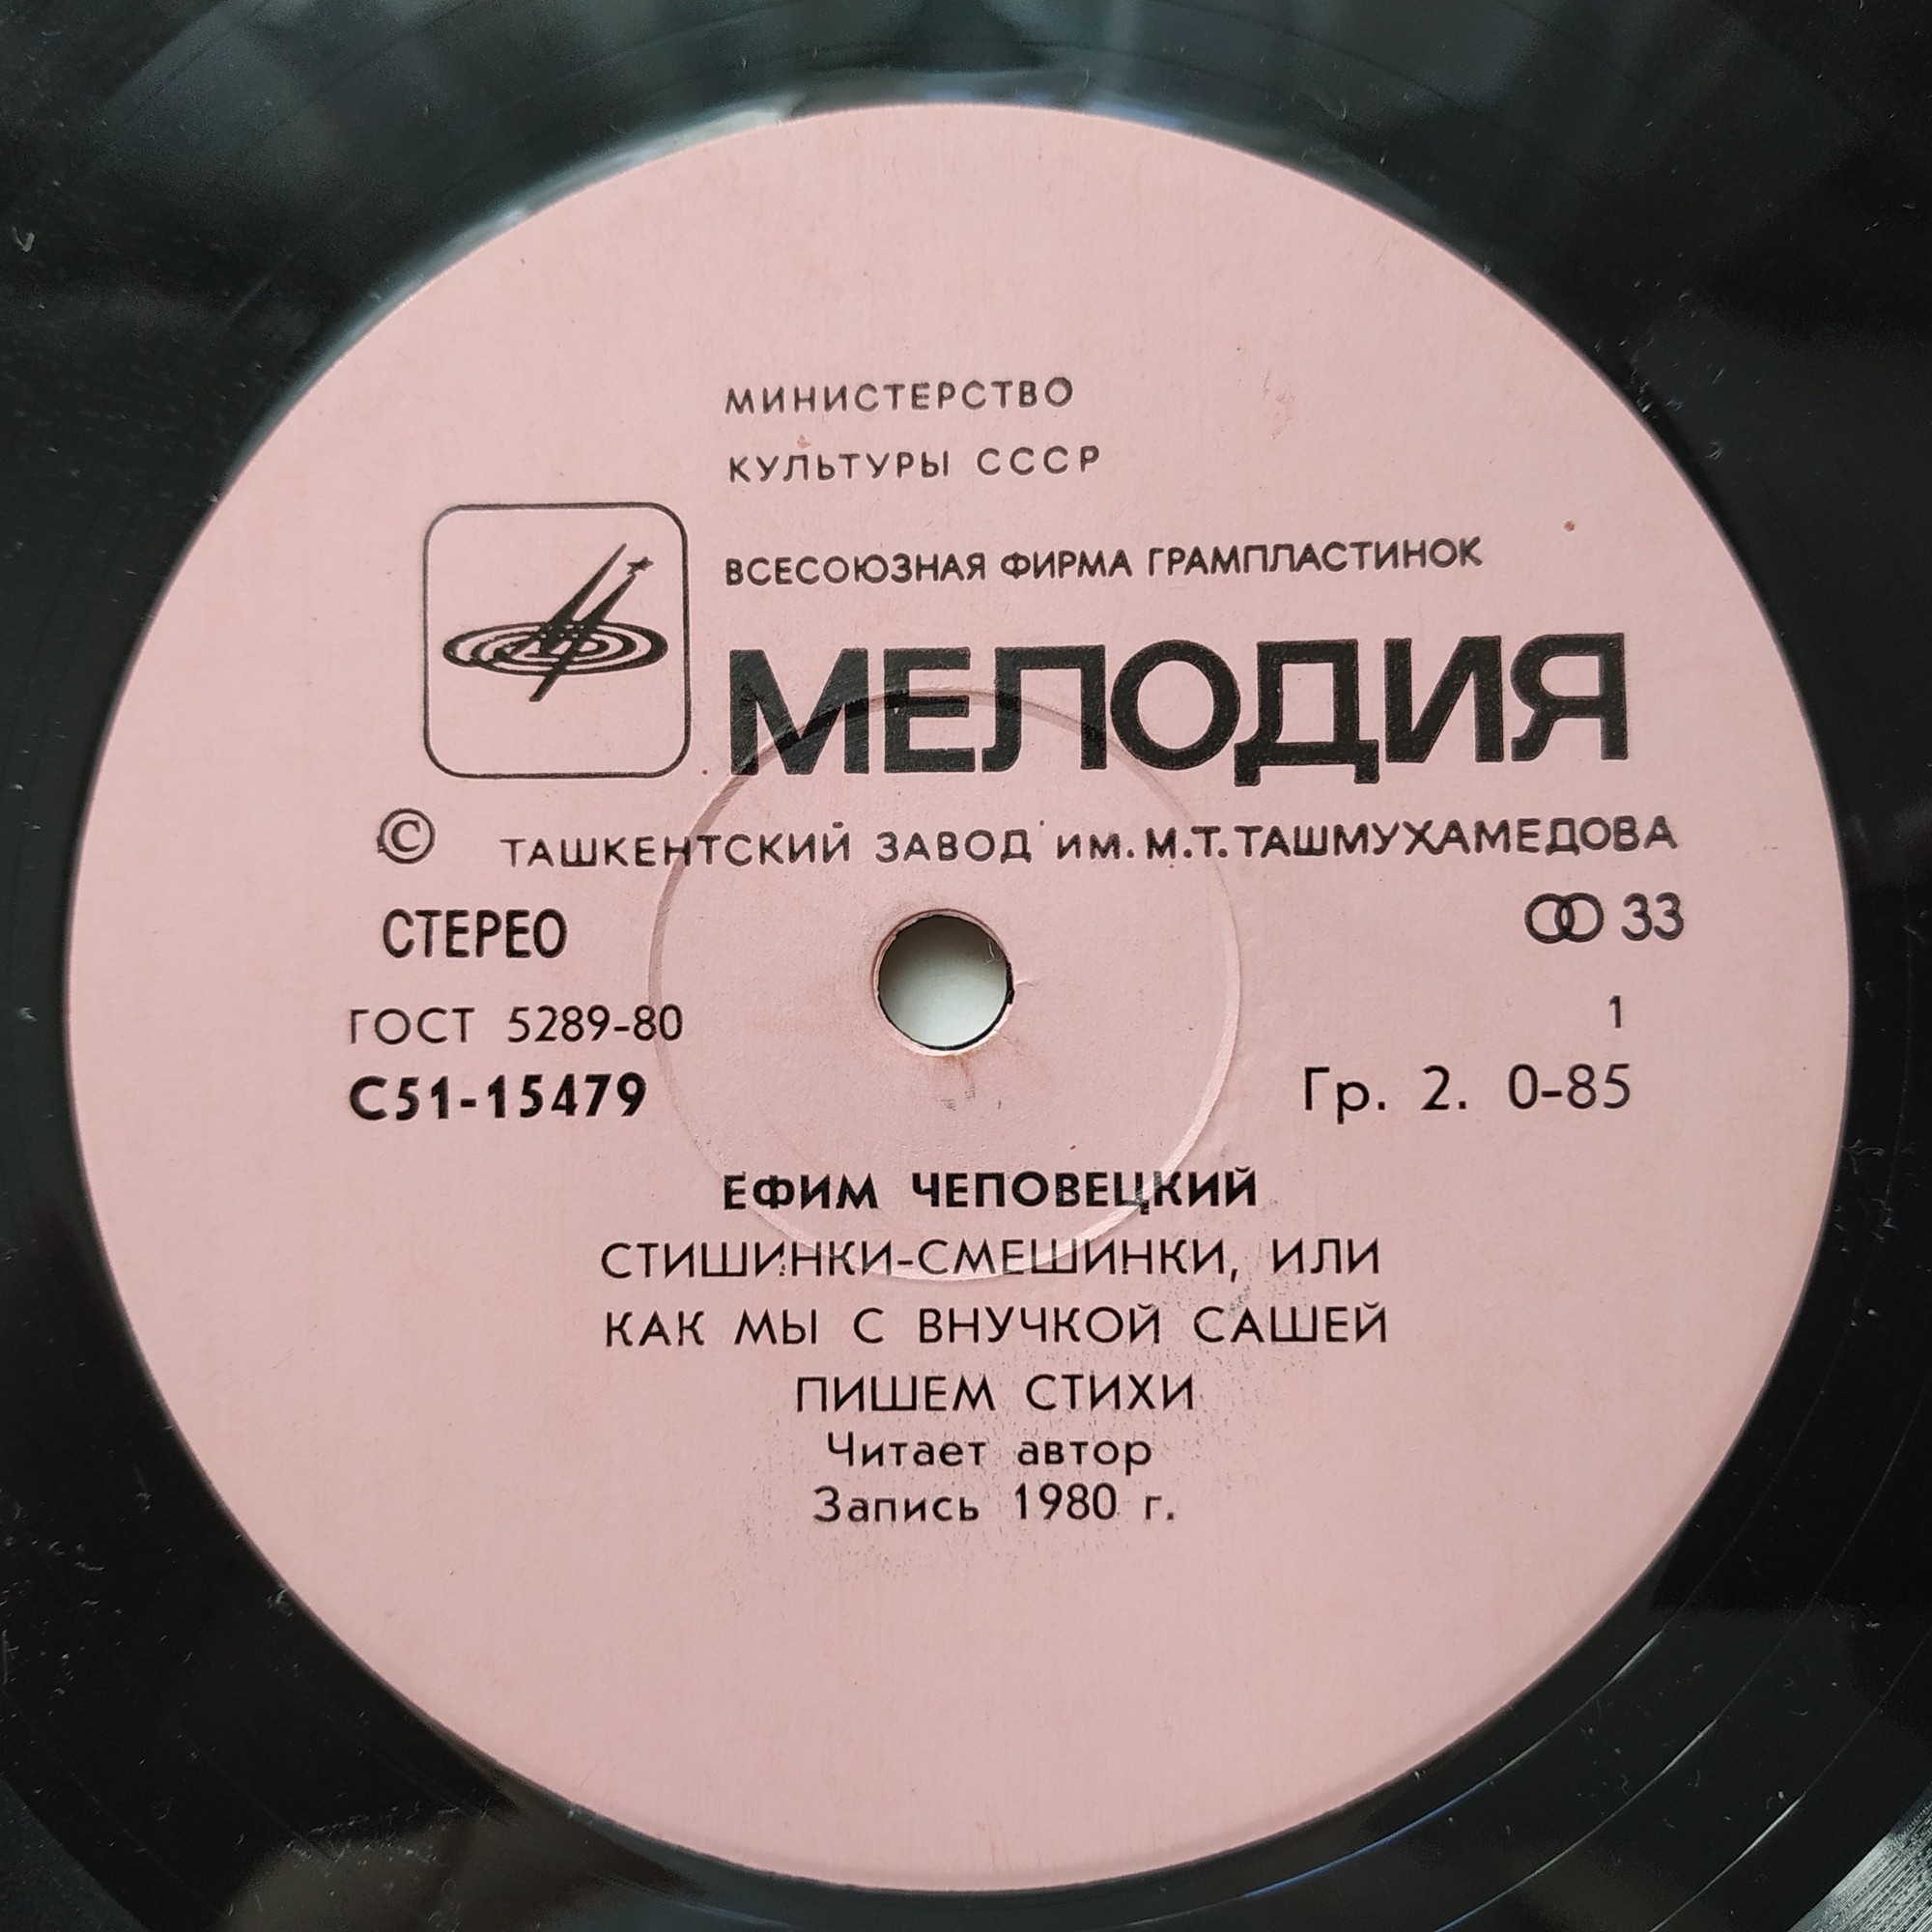 МИНИСТЕРСТВО
КУЛЬТУРЫ СССР
ВСЕСОЮЗНАЯ ФИРМА ГРАМПЛАСТИНОК
МЕЛОДИЯ
© ТАШКЕНТСКИЙ ЗАВОД им. М.Т. ТАШМУХАМЕДОВА
СТЕРЕО 33
ГОСТ 5289-80 1
С51-15479 Гр. 2. 0-85
ЕФИМ ЧЕПОВЕЦКИЙ
СТИШИНКИ-СМЕШИНКИ, ИЛИ
КАК МЫ С ВНУЧКОЙ САШЕЙ
ПИШЕМ СТИХИ
Читает автор
Запись 1980 г.